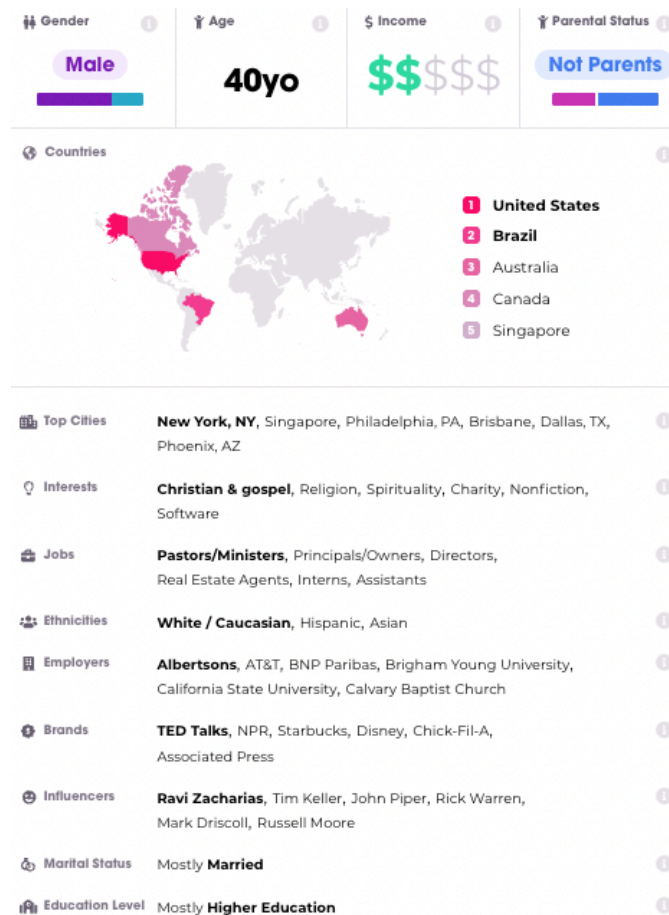 Gender
Male
Age
40yo
$ Income
$$$$$
Parental Status
Not Parents
Countries
1 United States
2 Brazil
3 Australia
4 Canada
5 Singapore
Top Cities
New York, NY, Singapore, Philadelphia, PA, Brisbane, Dallas, TX,
Phoenix, AZ
Interests
Christian & gospel, Religion, Spirituality, Charity, Nonfiction,
Software
Jobs
Pastors/Ministers, Principals/Owners, Directors,
Real Estate Agents, Interns, Assistants
Ethnicities
White / Caucasian, Hispanic, Asian
Employers
Albertsons, AT&T, BNP Paribas, Brigham Young University,
California State University, Calvary Baptist Church
Brands
TED Talks, NPR, Starbucks, Disney, Chick-Fil-A,
Associated Press
Influencers
Ravi Zacharias, Tim Keller, John Piper, Rick Warren,
Mark Driscoll, Russell Moore
Marital Status
Mostly Married
Education Level
Mostly Higher Education